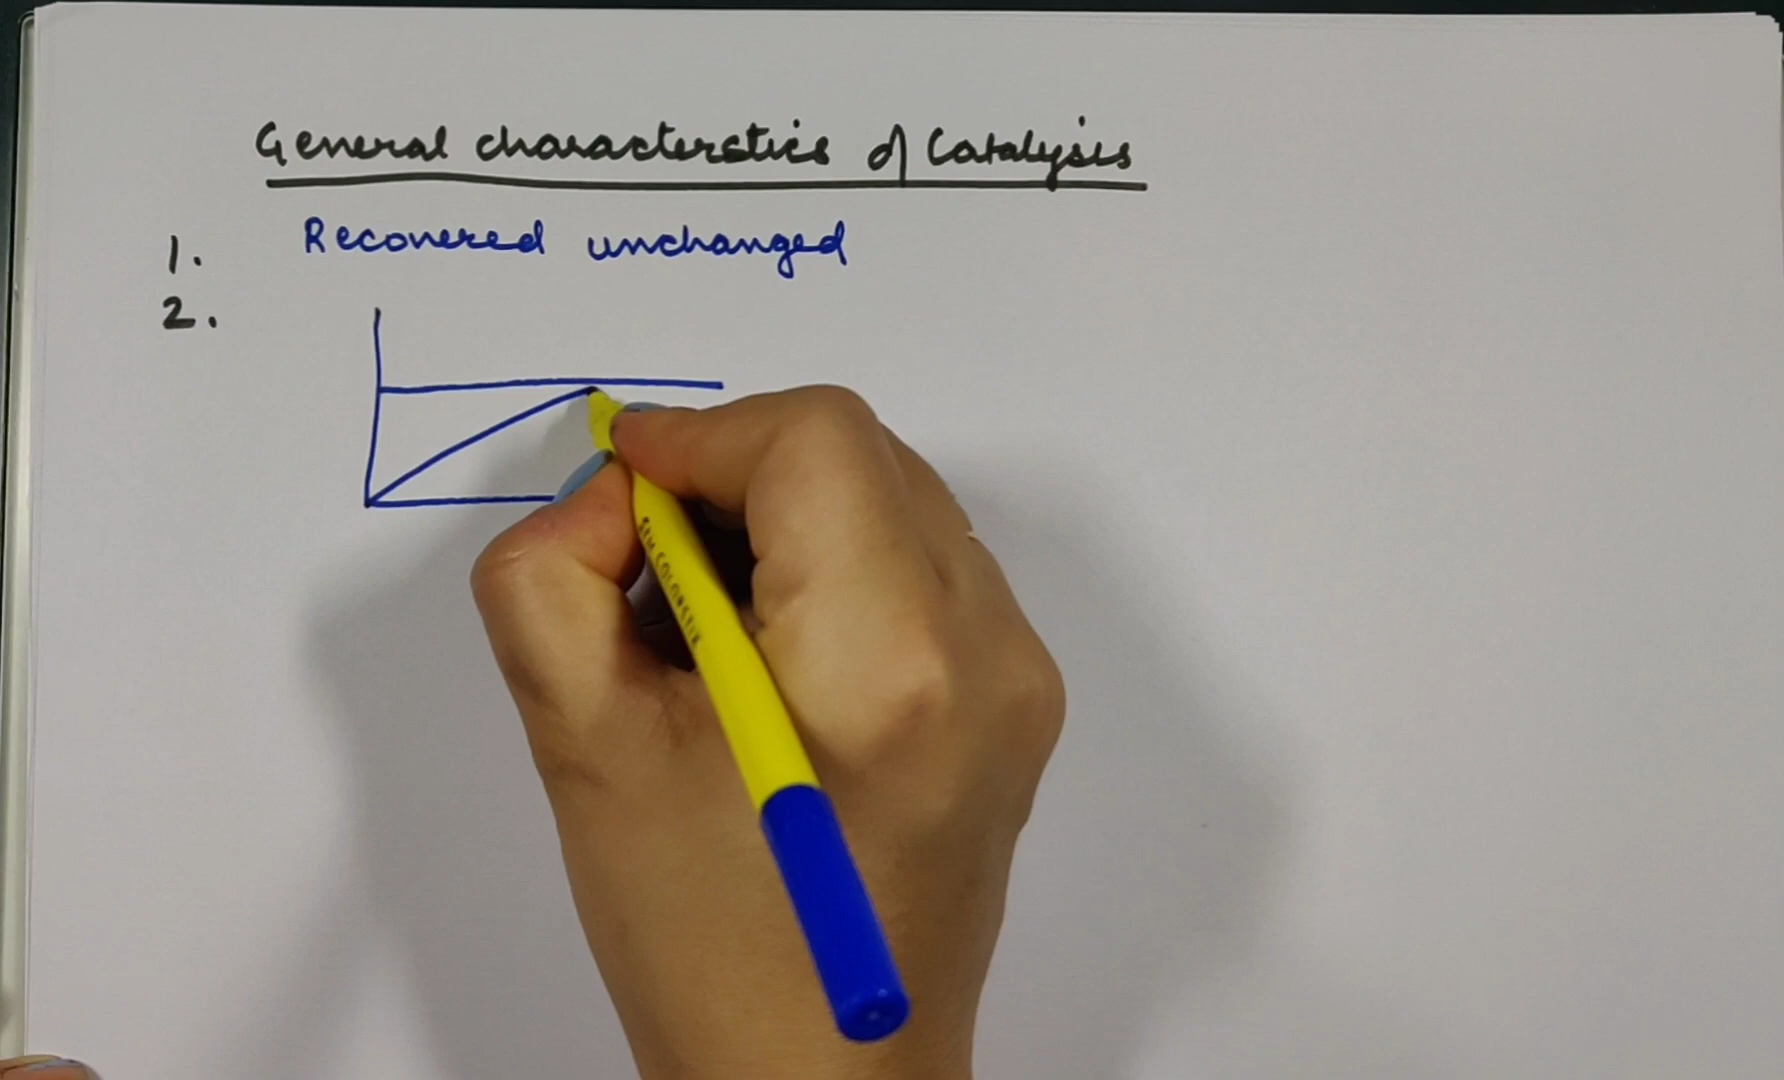 General characterstics of Catalysis
1. Recovered unchanged
2.